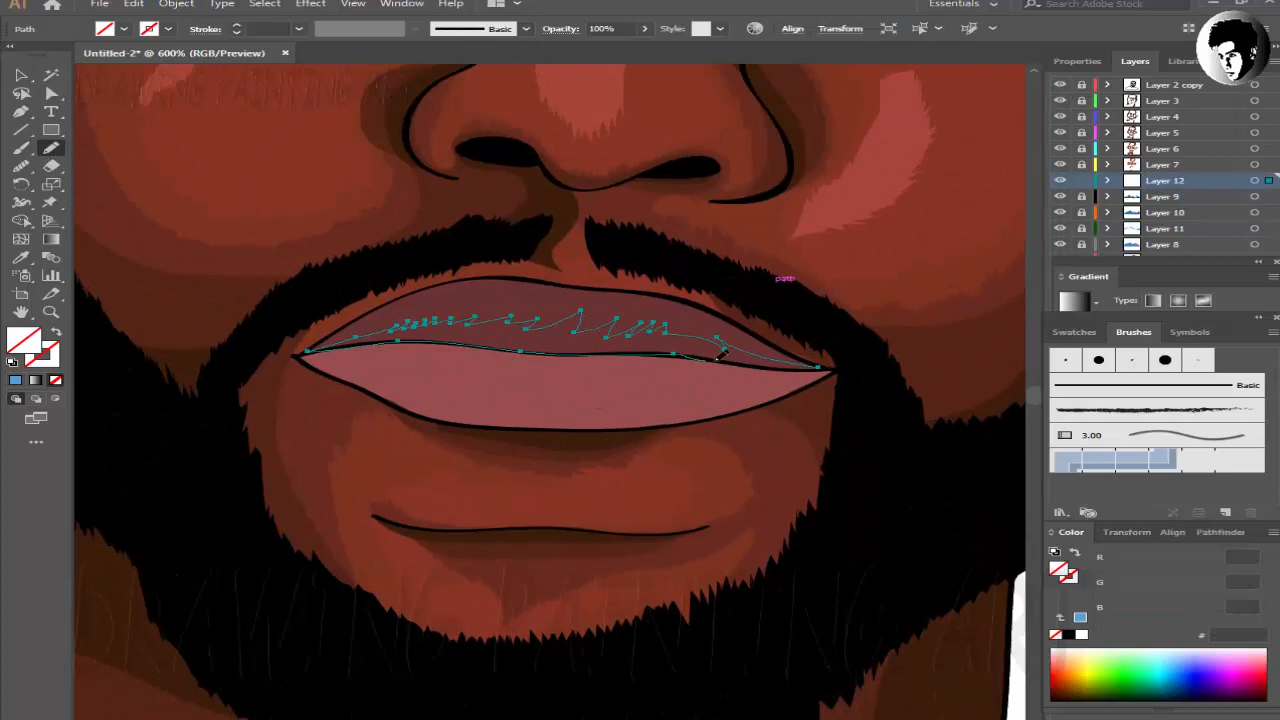 Ai File Edit Object Type Select Effect View Window Help Essentials Search Adobe Stock
Path Stroke: Basic Opacity: 100% Style: Align Transform
Untitled-2* @ 600% (RGB/Preview) ×
Properties Layers Librari
Layer 2 copy
Layer 3
Layer 4
Layer 5
Layer 6
Layer 7
Layer 12
Layer 9
Layer 10
Layer 11
Layer 8
path
Gradient
Type:
Swatches Brushes Symbols
Basic
3.00
Color Transform Align Pathfinder
R
G
B
#